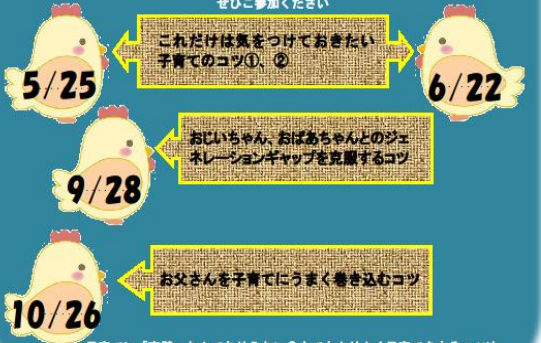 ぜひご参加ください
これだけは気をつけておきたい
子育てのコツ①、②
5/25
6/22
おじいちゃん、おばあちゃんとのジェ
ネレーションギャップを克服するコツ
9/28
お父さんを子育てにうまく巻き込むコツ
10/26